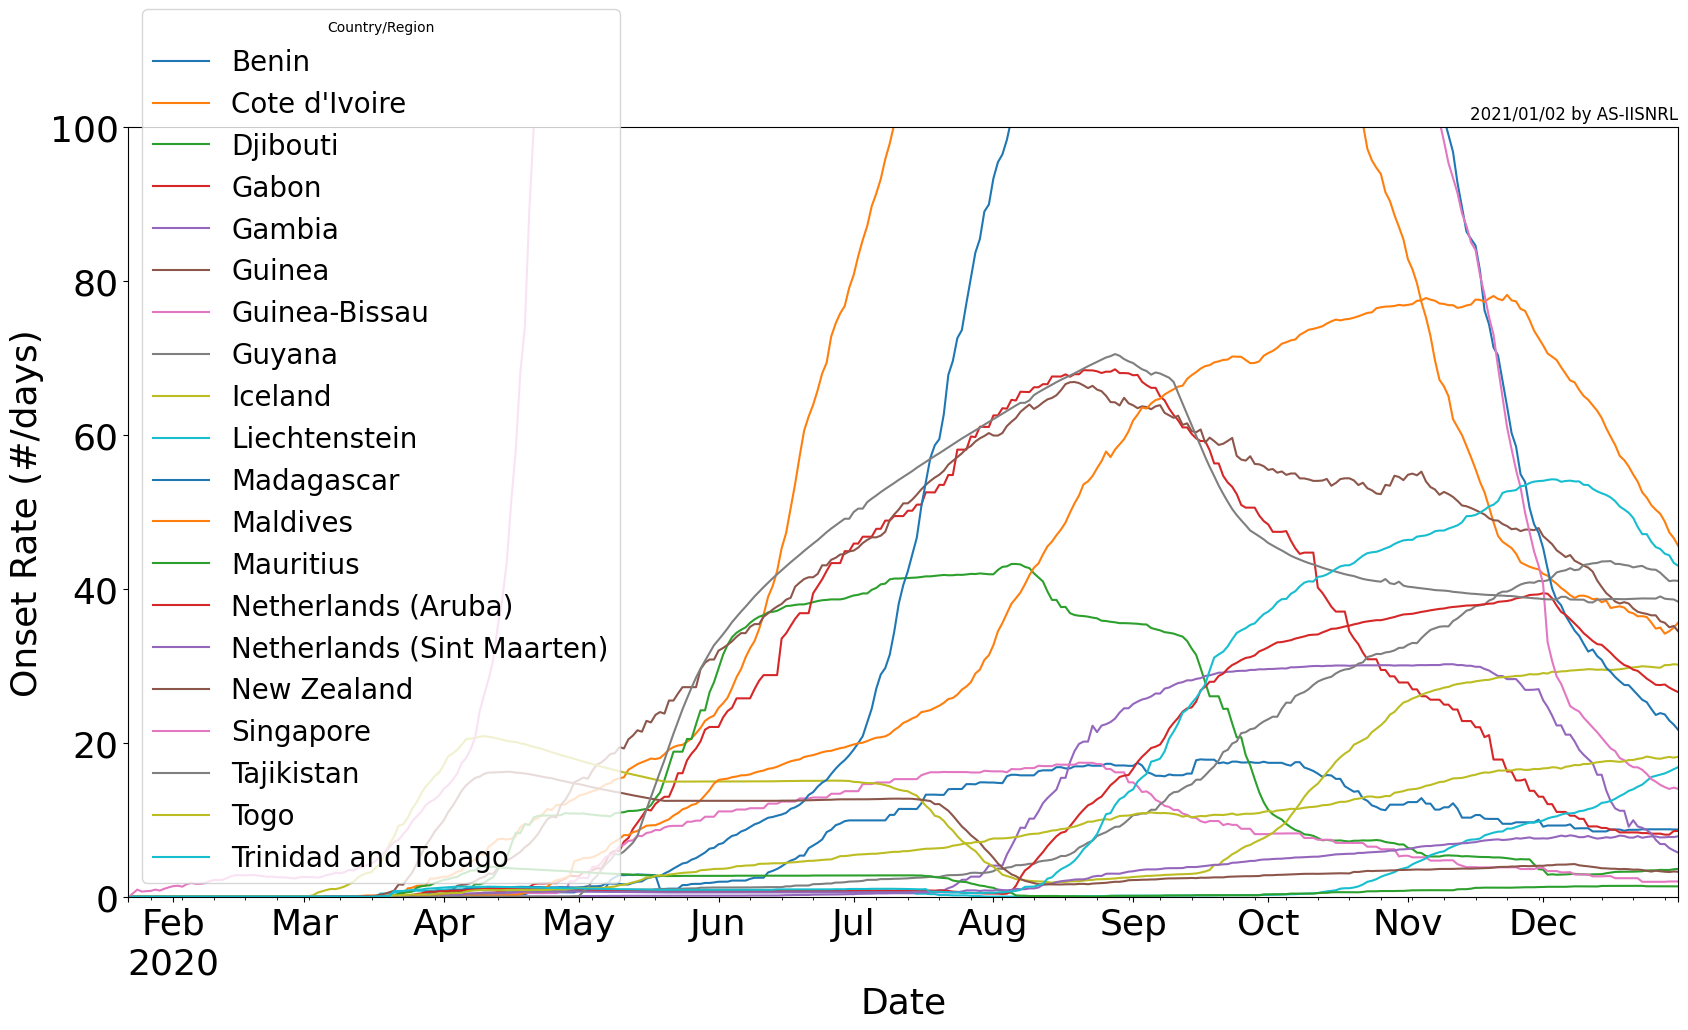 Country/Region
Benin
Cote d'Ivoire
Djibouti
Gabon
Gambia
Guinea
Guinea-Bissau
Guyana
Iceland
Liechtenstein
Madagascar
Maldives
Mauritius
Netherlands (Aruba)
Netherlands (Sint Maarten)
New Zealand
Singapore
Tajikistan
Togo
Trinidad and Tobago
2021/01/02 by AS-IISNRL
Onset Rate (#/days)
100
80
60
40
20
0
Feb Mar Apr May Jun Jul Aug Sep Oct Nov Dec
2020
Date